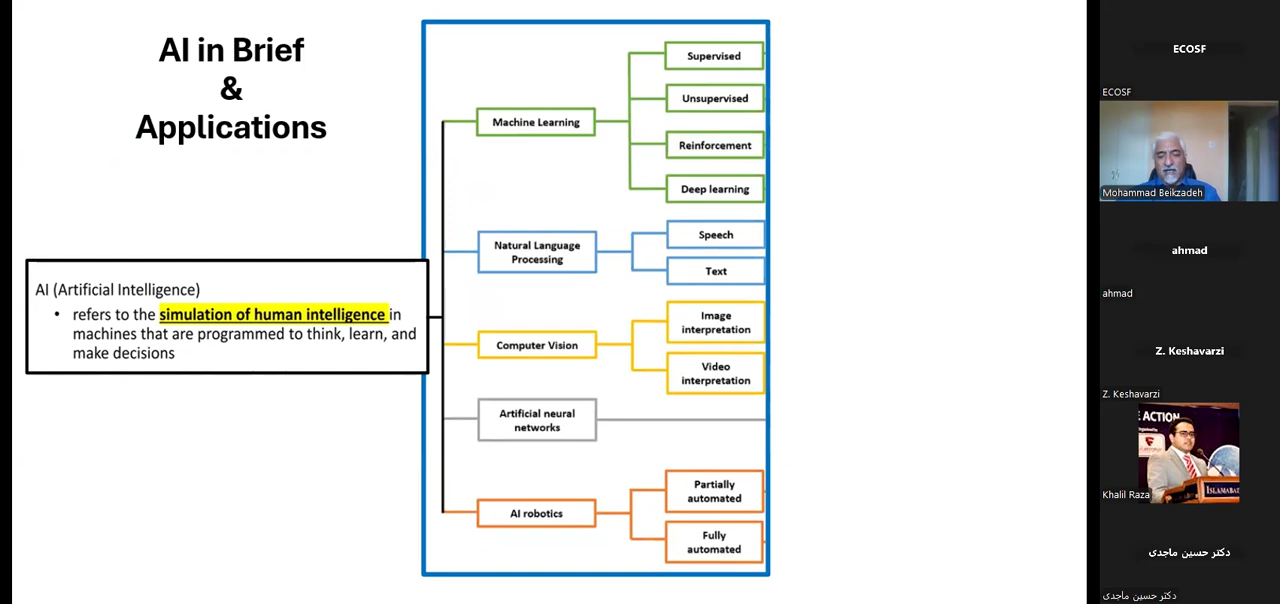 AI in Brief
&
Applications
AI (Artificial Intelligence)
• refers to the simulation of human intelligence in
machines that are programmed to think, learn, and
make decisions
Machine Learning
Supervised
Unsupervised
Reinforcement
Deep learning
Natural Language
Processing
Speech
Text
Computer Vision
Image
interpretation
Video
interpretation
Artificial neural
networks
AI robotics
Partially
automated
Fully
automated
ECOSF
ECOSF
Mohammad Beikzadeh
ahmad
ahmad
Z. Keshavarzi
Z. Keshavarzi
E ACTION
Khalil Raza
ISLAMABAD
دکتر حسین ماجدی
دکتر حسین ماجدی